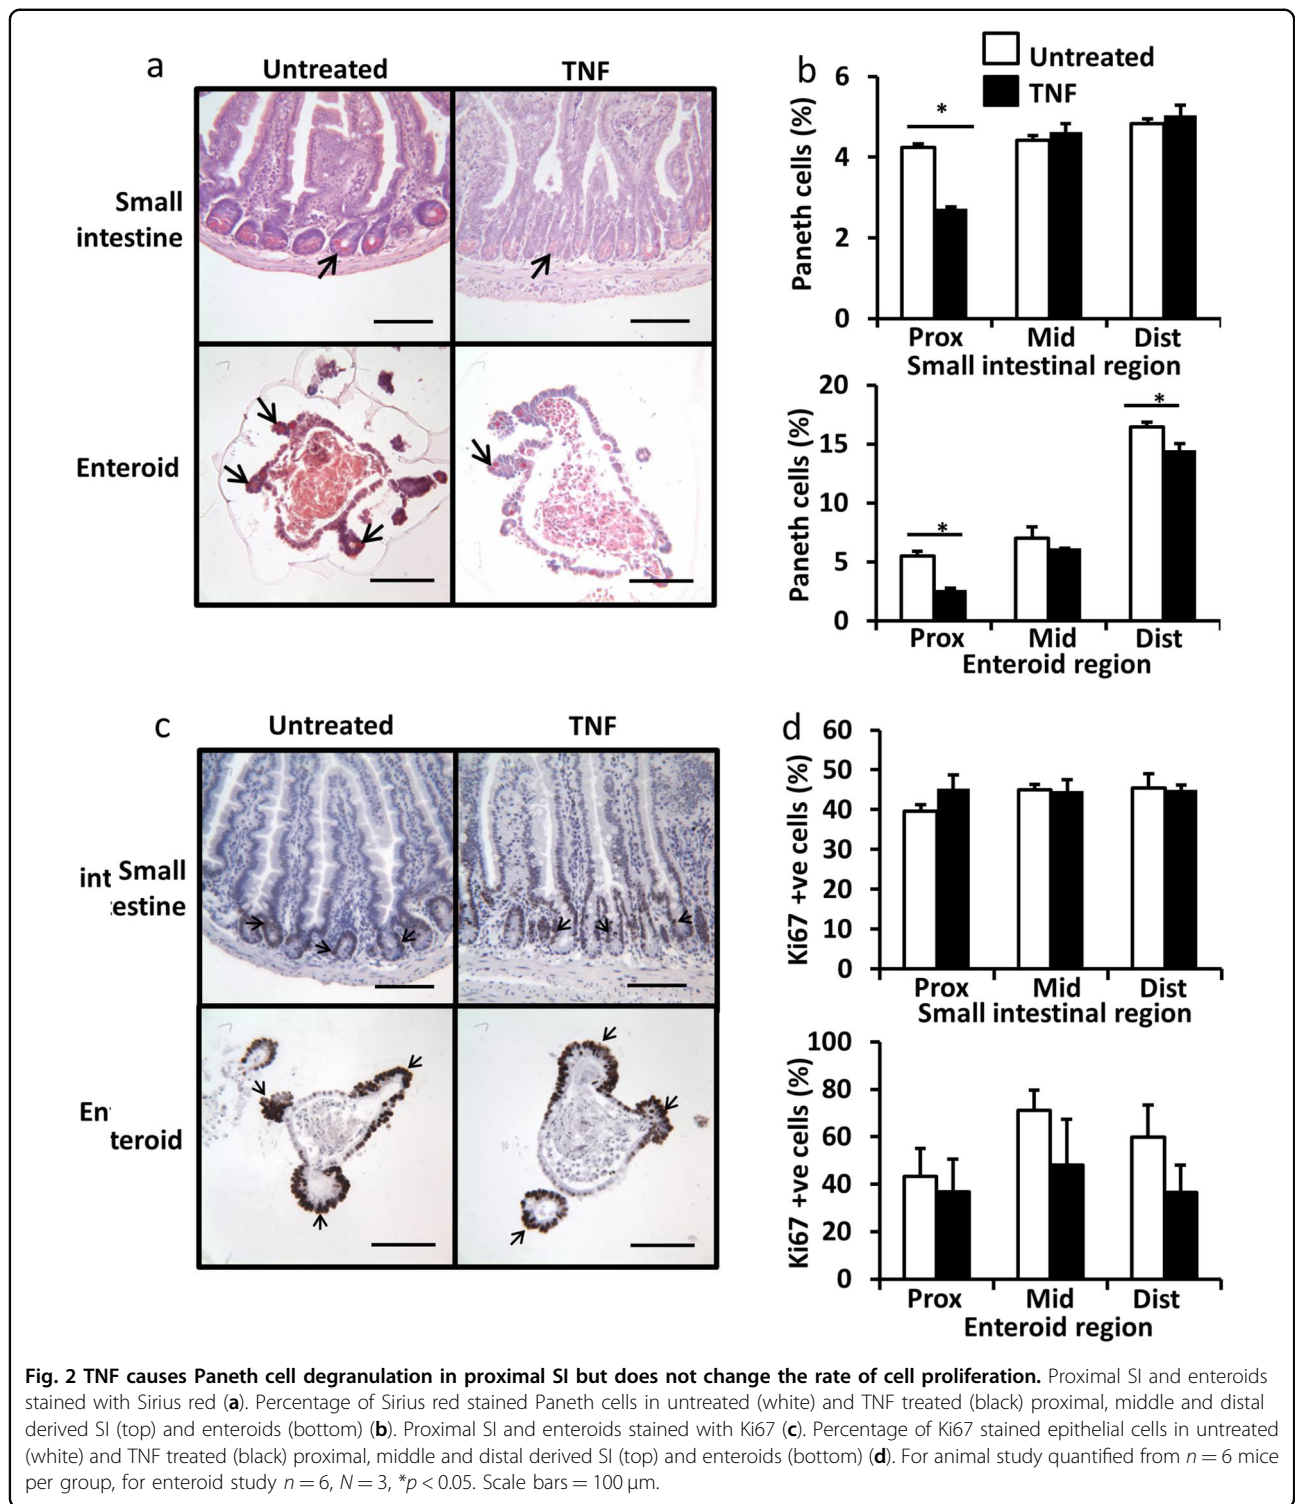 a
Untreated
TNF
Small
intestine
Enteroid
b
Untreated
TNF
Paneth cells (%)
6
4
2
0
Prox
Mid
Dist
Small intestinal region
Paneth cells (%)
20
15
10
5
0
Prox
Mid
Dist
Enteroid region
*
*
*
c
Untreated
TNF
int Small
estine
En
teroid
d
Ki67 +ve cells (%)
60
50
40
30
20
10
0
Prox
Mid
Dist
Small intestinal region
Ki67 +ve cells (%)
100
80
60
40
20
0
Prox
Mid
Dist
Enteroid region
Fig. 2 TNF causes Paneth cell degranulation in proximal SI but does not change the rate of cell proliferation. Proximal SI and enteroids
stained with Sirius red (a). Percentage of Sirius red stained Paneth cells in untreated (white) and TNF treated (black) proximal, middle and distal
derived SI (top) and enteroids (bottom) (b). Proximal SI and enteroids stained with Ki67 (c). Percentage of Ki67 stained epithelial cells in untreated
(white) and TNF treated (black) proximal, middle and distal derived SI (top) and enteroids (bottom) (d). For animal study quantified from n = 6 mice
per group, for enteroid study n = 6, N = 3, *p < 0.05. Scale bars = 100 µm.